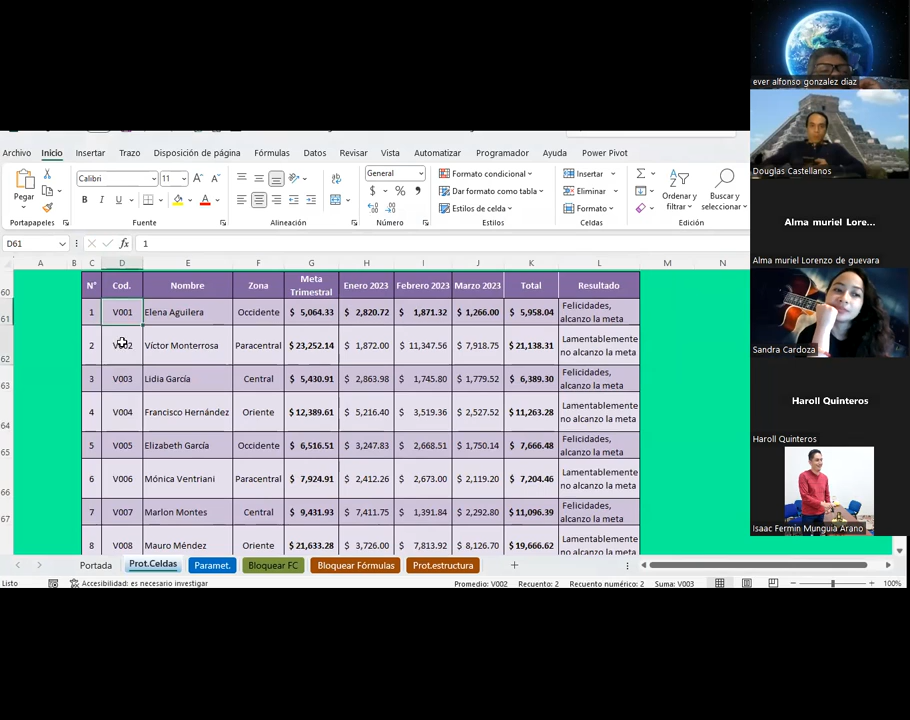 Archivo Inicio Insertar Trazo Disposición de página Fórmulas Datos Revisar Vista Automatizar Programador Ayuda Power Pivot
Pegar
Calibri 11 A A
N K S A
General
$ % 9
Formato condicional
Dar formato como tabla
Estilos de celda
Insertar
Eliminar
Formato
Ordenar y filtrar
Buscar y seleccionar
Portapapeles Fuente Alineación Número Estilos Celdas Edición
D61 fx 1
A B C D E F G H I J K L M N
60 N° Cod. Nombre Zona Meta Trimestral Enero 2023 Febrero 2023 Marzo 2023 Total Resultado
61 1 V001 Elena Aguilera Occidente $ 5,064.33 $ 2,820.72 $ 1,871.32 $ 1,266.00 $ 5,958.04 Felicidades, alcanzo la meta
62 2 V002 Víctor Monterrosa Paracentral $ 23,252.14 $ 1,872.00 $ 11,347.56 $ 7,918.75 $ 21,138.31 Lamentablemente no alcanzo la meta
63 3 V003 Lidia García Central $ 5,430.91 $ 2,863.98 $ 1,745.80 $ 1,779.52 $ 6,389.30 Felicidades, alcanzo la meta
64 4 V004 Francisco Hernández Oriente $ 12,389.61 $ 5,216.40 $ 3,519.36 $ 2,527.52 $ 11,263.28 Lamentablemente no alcanzo la meta
65 5 V005 Elizabeth García Occidente $ 6,516.51 $ 3,247.83 $ 2,668.51 $ 1,750.14 $ 7,666.48 Felicidades, alcanzo la meta
66 6 V006 Mónica Ventriani Paracentral $ 7,924.91 $ 2,412.26 $ 2,673.00 $ 2,119.20 $ 7,204.46 Lamentablemente no alcanzo la meta
67 7 V007 Marlon Montes Central $ 9,431.93 $ 7,411.75 $ 1,391.84 $ 2,292.80 $ 11,096.39 Felicidades, alcanzo la meta
8 V008 Mauro Méndez Oriente $ 21,633.28 $ 3,726.00 $ 7,813.92 $ 8,126.70 $ 19,666.62 Lamentablemente no alcanzo la meta
Portada Prot.Celdas Paramet. Bloquear FC Bloquear Fórmulas Prot.estructura
Listo Accesibilidad: es necesario investigar Promedio: V002 Recuento: 2 Recuento numérico: 2 Suma: V003 100%
ever alfonso gonzalez diaz
Douglas Castellanos
Alma muriel Lore...
Alma muriel Lorenzo de guevara
Sandra Cardoza
Haroll Quinteros
Haroll Quinteros
Isaac Fermin Munguia Arano